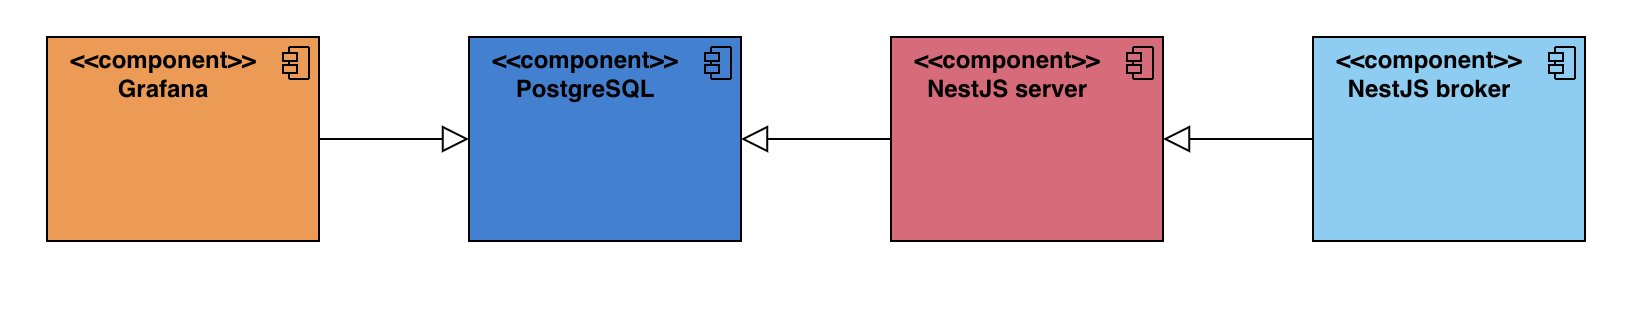 <<component>>
Grafana
<<component>>
PostgreSQL
<<component>>
NestJS server
<<component>>
NestJS broker